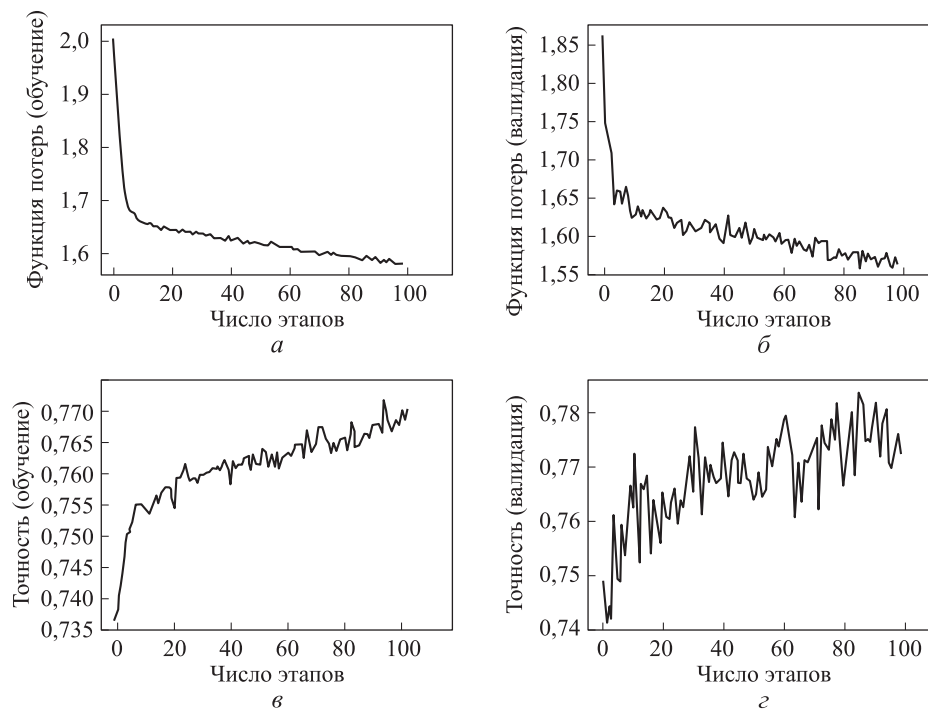 Функция потерь (обучение)
2,0
1,9
1,8
1,7
1,6
0 20 40 60 80 100
Число этапов
а
Функция потерь (валидация)
1,85
1,80
1,75
1,70
1,65
1,60
1,55
0 20 40 60 80 100
Число этапов
б
Точность (обучение)
0,770
0,765
0,760
0,755
0,750
0,745
0,740
0,735
0 20 40 60 80 100
Число этапов
в
Точность (валидация)
0,78
0,77
0,76
0,75
0,74
0 20 40 60 80 100
Число этапов
г